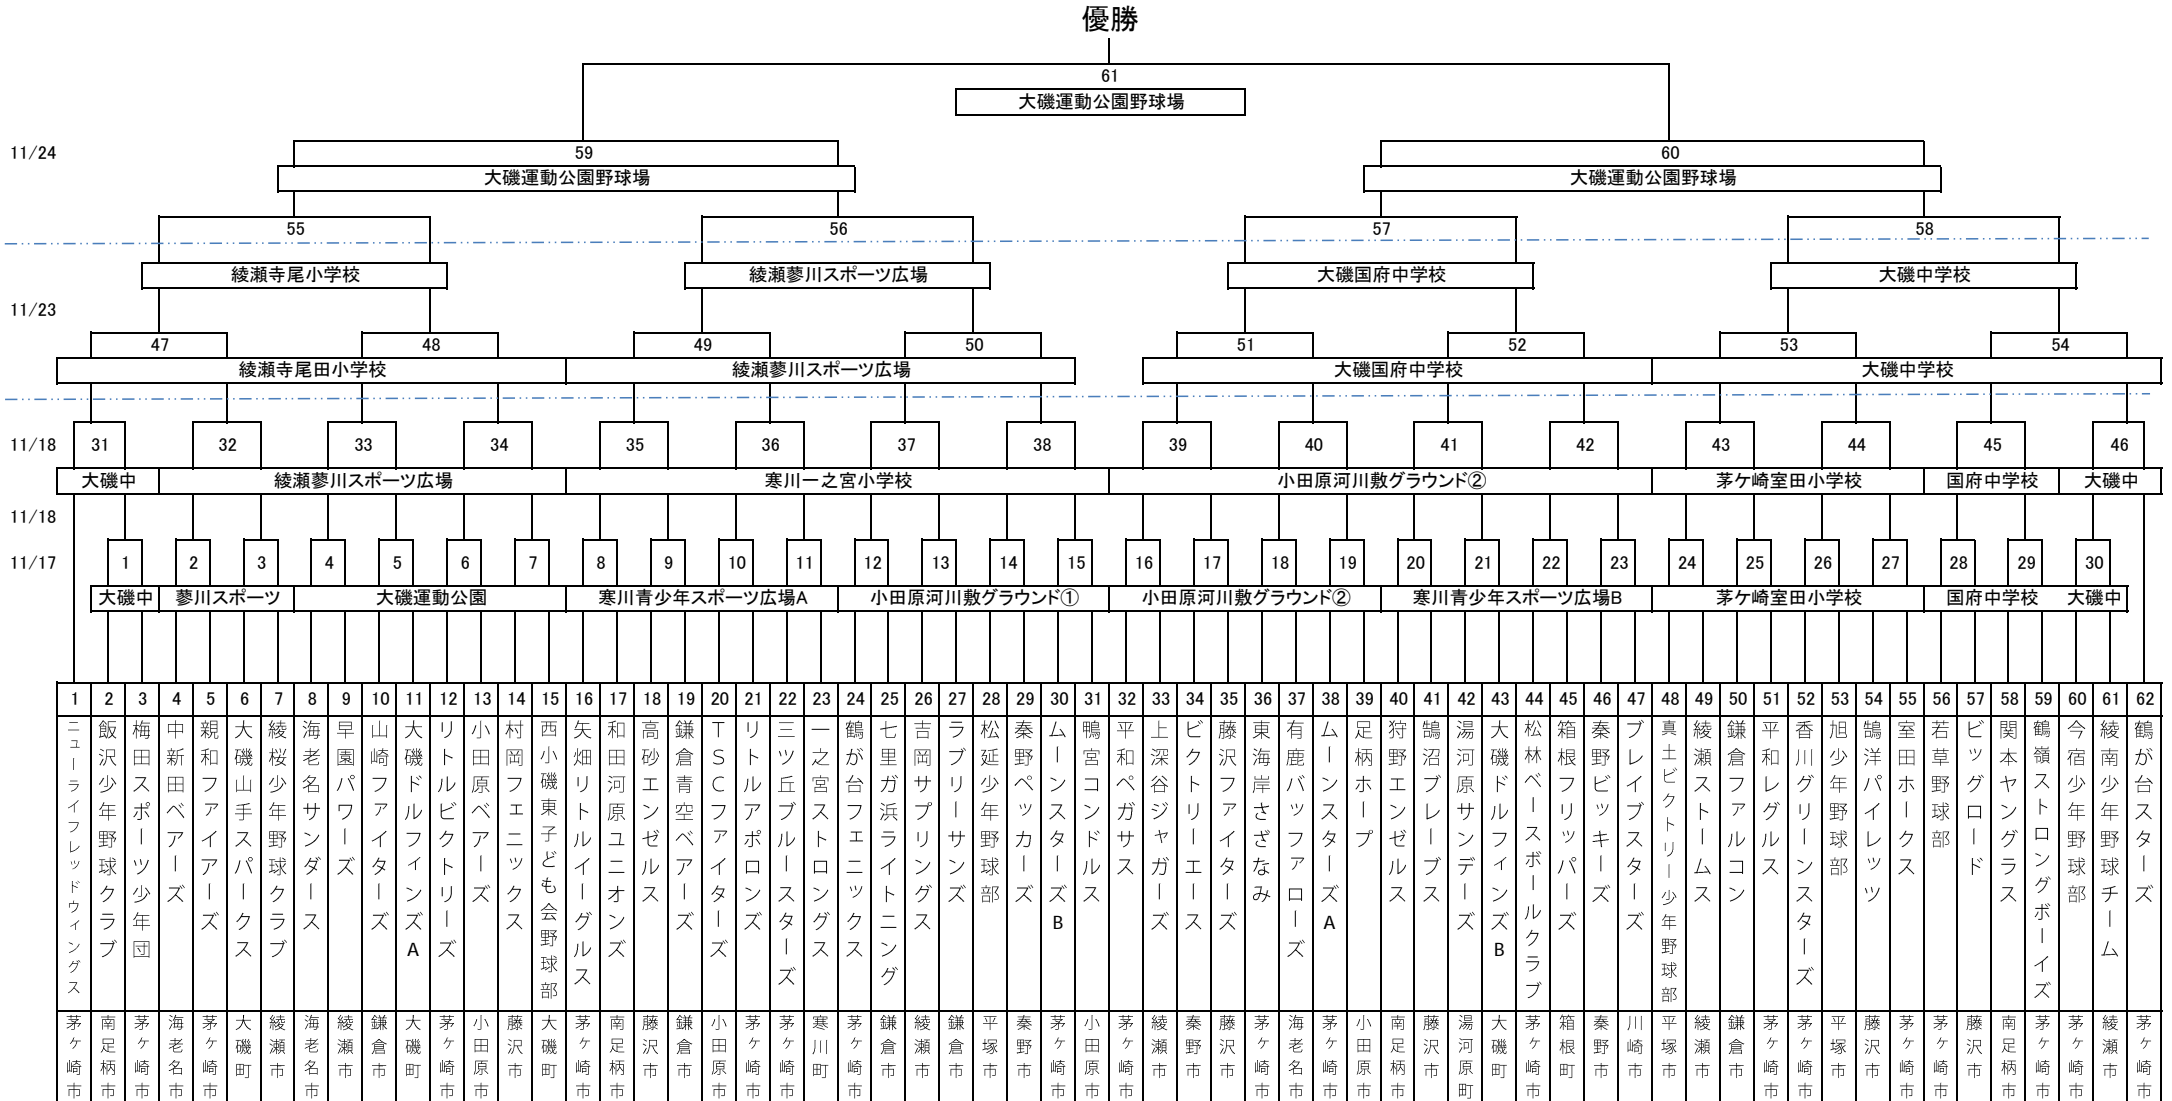 優勝
61
大磯運動公園野球場
11/24
59
60
大磯運動公園野球場
大磯運動公園野球場
55
56
57
58
綾瀬寺尾小学校
綾瀬蓼川スポーツ広場
大磯国府中学校
大磯中学校
11/23
47
48
49
50
51
52
53
54
綾瀬寺尾田小学校
綾瀬蓼川スポーツ広場
大磯国府中学校
大磯中学校
11/18
31
32
33
34
35
36
37
38
39
40
41
42
43
44
45
46
大磯中
綾瀬蓼川スポーツ広場
寒川一之宮小学校
小田原河川敷グラウンド②
茅ケ崎室田小学校
国府中学校
大磯中
11/18
11/17
1
2
3
4
5
6
7
8
9
10
11
12
13
14
15
16
17
18
19
20
21
22
23
24
25
26
27
28
29
30
大磯中
蓼川スポーツ
大磯運動公園
寒川青少年スポーツ広場A
小田原河川敷グラウンド①
小田原河川敷グラウンド②
寒川青少年スポーツ広場B
茅ケ崎室田小学校
国府中学校
大磯中
1
ニューライフレッドウィングス
茅ヶ崎市
2
飯沢少年野球クラブ
南足柄市
3
梅田スポーツ少年団
茅ヶ崎市
4
中新田ベアーズ
海老名市
5
親和ファイアーズ
茅ヶ崎市
6
大磯山手スパークス
大磯町
7
綾桜少年野球クラブ
綾瀬市
8
海老名サンダース
海老名市
9
早園パワーズ
綾瀬市
10
山崎ファイターズ
鎌倉市
11
大磯ドルフィンズA
大磯町
12
リトルビクトリーズ
茅ヶ崎市
13
小田原ベアーズ
小田原市
14
村岡フェニックス
藤沢市
15
西小磯東子ども会野球部
大磯町
16
矢畑リトルイーグルス
茅ヶ崎市
17
和田河原ユニオンズ
南足柄市
18
高砂エンゼルス
藤沢市
19
鎌倉青空ベアーズ
鎌倉市
20
TSCファイターズ
小田原市
21
リトルアポロンズ
茅ヶ崎市
22
三ツ丘ブルースターズ
茅ヶ崎市
23
一之宮ストロングス
寒川町
24
鶴が台フェニックス
茅ヶ崎市
25
七里ガ浜ライトニング
鎌倉市
26
吉岡サプリングス
綾瀬市
27
ラブリーサンズ
鎌倉市
28
松延少年野球部
平塚市
29
秦野ペッカーズ
秦野市
30
ムーンスターズB
茅ヶ崎市
31
鴨宮コンドルス
小田原市
32
平和ペガサス
茅ヶ崎市
33
上深谷ジャガーズ
綾瀬市
34
ビクトリーエース
秦野市
35
藤沢ファイターズ
藤沢市
36
東海岸さざなみ
茅ヶ崎市
37
有鹿バッファローズ
海老名市
38
ムーンスターズA
茅ヶ崎市
39
足柄ホープ
小田原市
40
狩野エンゼルス
南足柄市
41
鵠沼ブレーブス
藤沢市
42
湯河原サンデーズ
湯河原町
43
大磯ドルフィンズB
大磯町
44
松林ベースボールクラブ
茅ヶ崎市
45
箱根フリッパーズ
箱根町
46
秦野ビッキーズ
秦野市
47
ブレイブスターズ
川崎市
48
真土ビクトリー少年野球部
平塚市
49
綾瀬ストームス
綾瀬市
50
鎌倉ファルコン
鎌倉市
51
平和レグルス
茅ヶ崎市
52
香川グリーンスターズ
茅ヶ崎市
53
旭少年野球部
平塚市
54
鵠洋パイレッツ
藤沢市
55
室田ホークス
茅ヶ崎市
56
若草野球部
茅ヶ崎市
57
ビッグロード
藤沢市
58
関本ヤングラス
南足柄市
59
鶴嶺ストロングボーイズ
茅ヶ崎市
60
今宿少年野球部
茅ヶ崎市
61
綾南少年野球チーム
綾瀬市
62
鶴が台スターズ
茅ヶ崎市